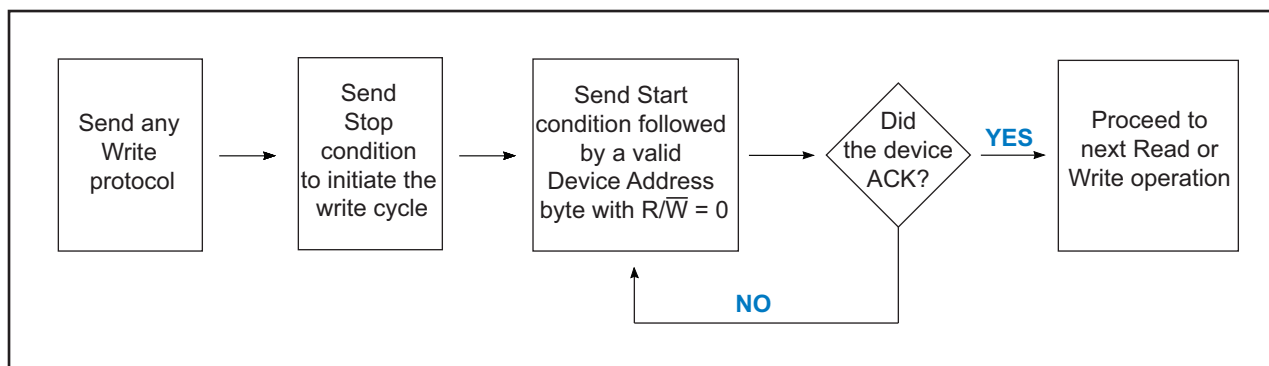 Send any
Write
protocol
Send
Stop
condition
to initiate the
write cycle
Send Start
condition followed
by a valid
Device Address
byte with R/W̅ = 0
Did
the device
ACK?
YES
NO
Proceed to
next Read or
Write operation